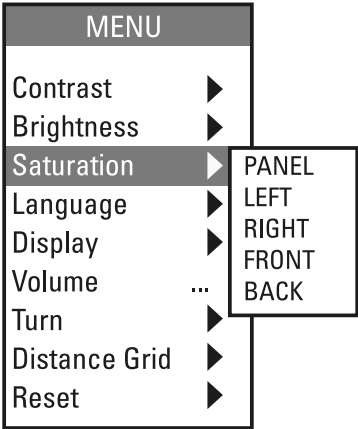 MENU
Contrast
Brightness
Saturation
Language
Display
Volume ...
Turn
Distance Grid
Reset
PANEL
LEFT
RIGHT
FRONT
BACK